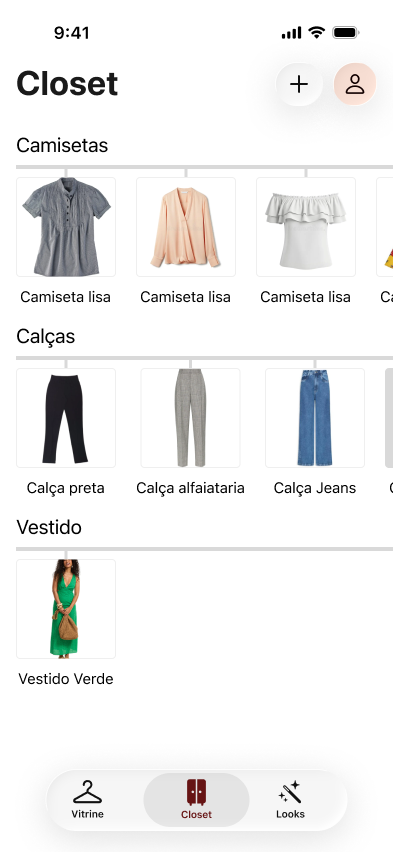 9:41
Closet
Camisetas
Camiseta lisa
Camiseta lisa
Camiseta lisa
Calças
Calça preta
Calça alfaiataria
Calça Jeans
Vestido
Vestido Verde
Vitrine
Closet
Looks